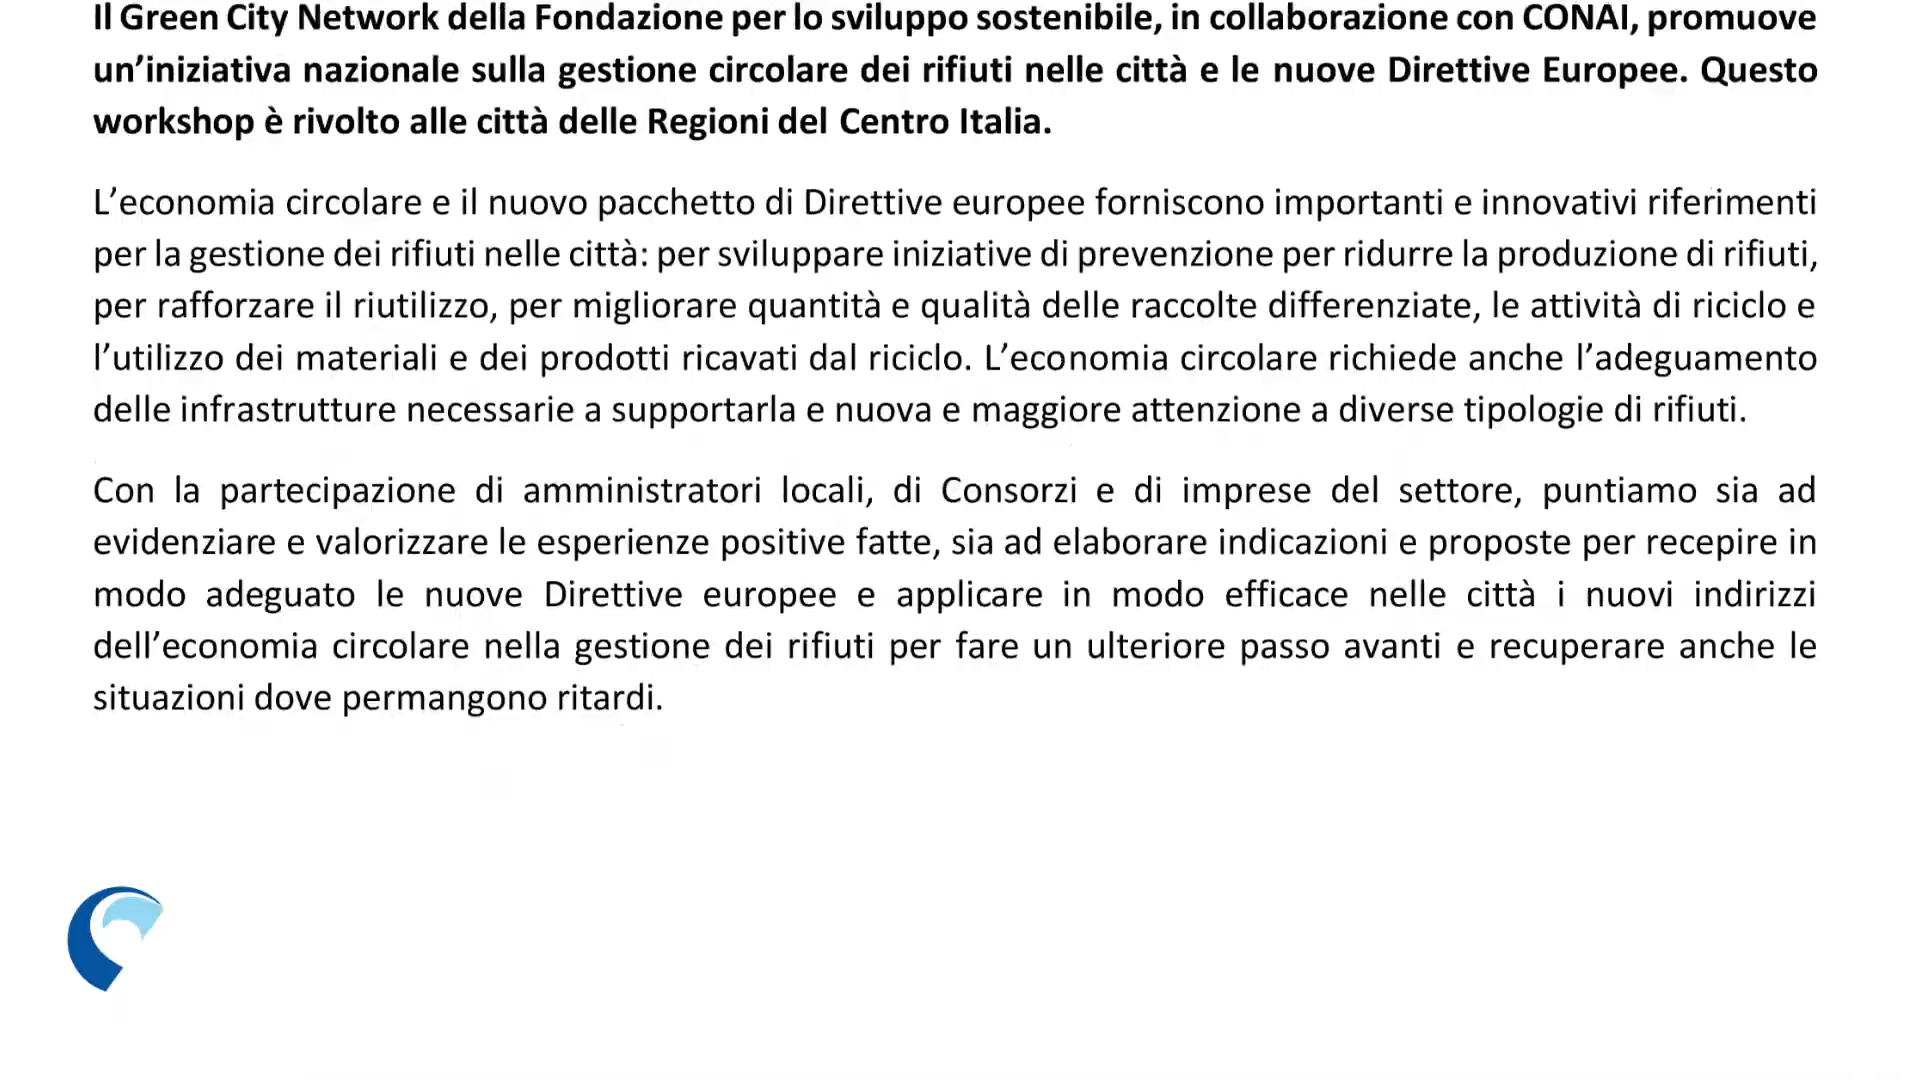 Il Green City Network della Fondazione per lo sviluppo sostenibile, in collaborazione con CONAI, promuove
un’iniziativa nazionale sulla gestione circolare dei rifiuti nelle città e le nuove Direttive Europee. Questo
workshop è rivolto alle città delle Regioni del Centro Italia.
L’economia circolare e il nuovo pacchetto di Direttive europee forniscono importanti e innovativi riferimenti
per la gestione dei rifiuti nelle città: per sviluppare iniziative di prevenzione per ridurre la produzione di rifiuti,
per rafforzare il riutilizzo, per migliorare quantità e qualità delle raccolte differenziate, le attività di riciclo e
l’utilizzo dei materiali e dei prodotti ricavati dal riciclo. L’economia circolare richiede anche l’adeguamento
delle infrastrutture necessarie a supportarla e nuova e maggiore attenzione a diverse tipologie di rifiuti.
Con la partecipazione di amministratori locali, di Consorzi e di imprese del settore, puntiamo sia ad
evidenziare e valorizzare le esperienze positive fatte, sia ad elaborare indicazioni e proposte per recepire in
modo adeguato le nuove Direttive europee e applicare in modo efficace nelle città i nuovi indirizzi
dell’economia circolare nella gestione dei rifiuti per fare un ulteriore passo avanti e recuperare anche le
situazioni dove permangono ritardi.